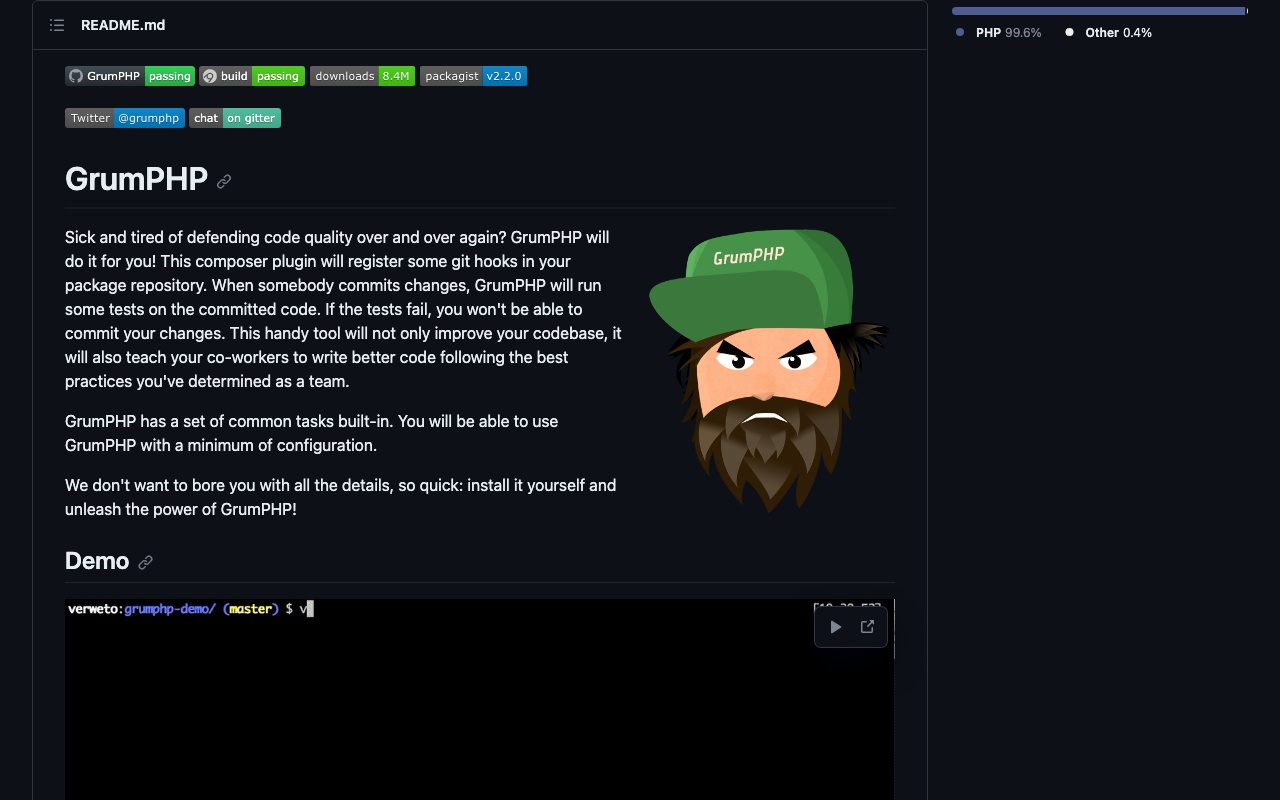 README.md
PHP 99.6% Other 0.4%
GrumPHP passing build passing downloads 8.4M packagist v2.2.0
Twitter @grumphp chat on gitter
GrumPHP
Sick and tired of defending code quality over and over again? GrumPHP will
do it for you! This composer plugin will register some git hooks in your
package repository. When somebody commits changes, GrumPHP will run
some tests on the committed code. If the tests fail, you won't be able to
commit your changes. This handy tool will not only improve your codebase, it
will also teach your co-workers to write better code following the best
practices you've determined as a team.
GrumPHP has a set of common tasks built-in. You will be able to use
GrumPHP with a minimum of configuration.
We don't want to bore you with all the details, so quick: install it yourself and
unleash the power of GrumPHP!
GrumPHP
Demo
verweto:grumphp-demo/ (master) $ v